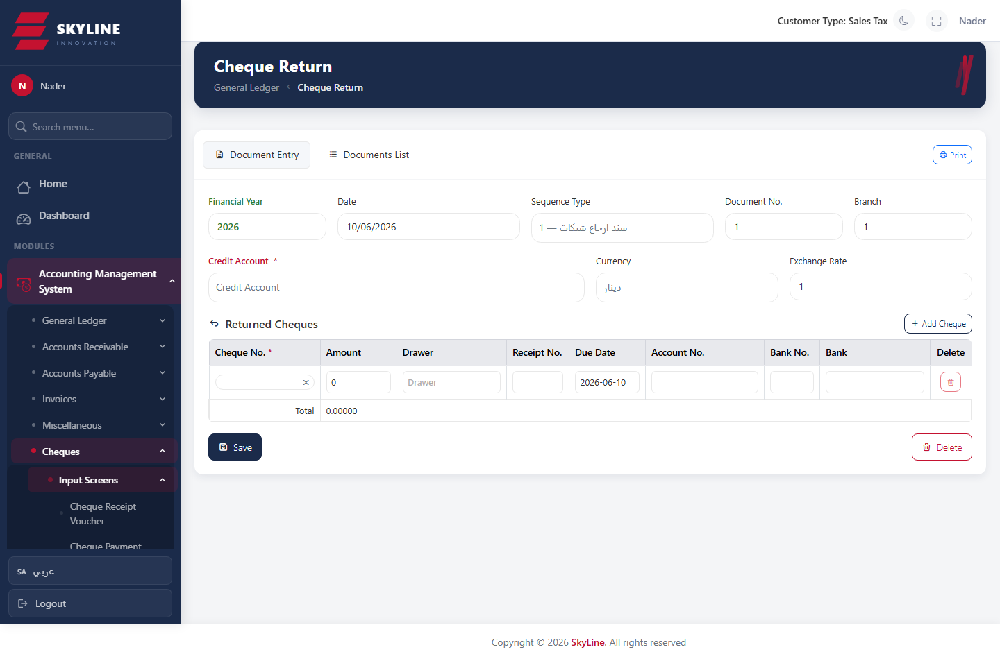 SKYLINE
INNOVATION
N Nader
Search menu...
GENERAL
Home
Dashboard
MODULES
Accounting Management
System
General Ledger
Accounts Receivable
Accounts Payable
Invoices
Miscellaneous
Cheques
Input Screens
Cheque Receipt
Voucher
Cheque Payment
SA عربي
Logout
Customer Type: Sales Tax
Nader
Cheque Return
General Ledger < Cheque Return
Document Entry
Documents List
Print
Financial Year
Date
Sequence Type
Document No.
Branch
2026
10/06/2026
1 — سند ارجاع شيكات
1
1
Credit Account *
Currency
Exchange Rate
Credit Account
دينار
1
Returned Cheques
+ Add Cheque
Cheque No. * Amount Drawer Receipt No. Due Date Account No. Bank No. Bank Delete
× 0 Drawer 2026-06-10
Total 0.00000
Save
Delete
Copyright © 2026 SkyLine. All rights reserved